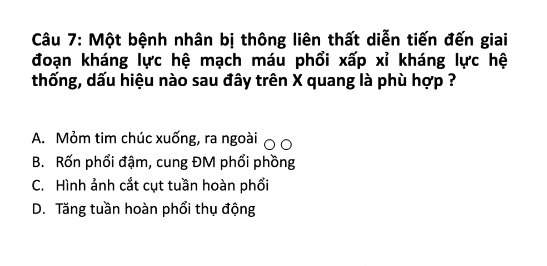 Câu 7: Một bệnh nhân bị thông liên thất diễn tiến đến giai
đoạn kháng lực hệ mạch máu phổi xấp xỉ kháng lực hệ
thống, dấu hiệu nào sau đây trên X quang là phù hợp ?
A. Mỏm tim chúc xuống, ra ngoài
B. Rốn phổi đậm, cung ĐM phổi phồng
C. Hình ảnh cắt cụt tuần hoàn phổi
D. Tăng tuần hoàn phổi thụ động